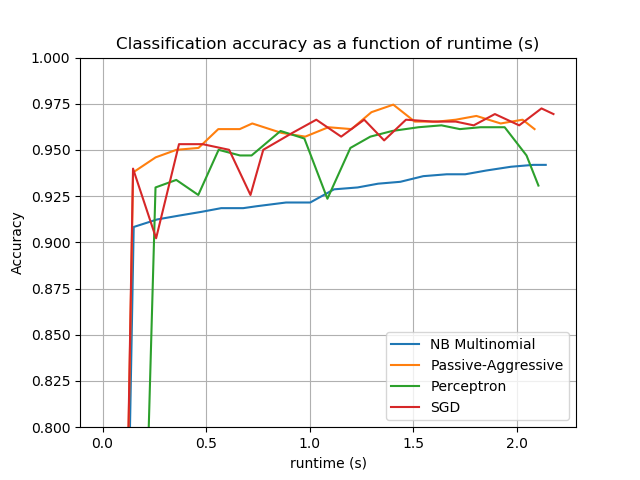 Classification accuracy as a function of runtime (s)
1.000
0.975
0.950
0.925
0.900
0.875
0.850
0.825
0.800
Accuracy
NB Multinomial
Passive-Aggressive
Perceptron
SGD
0.0 0.5 1.0 1.5 2.0
runtime (s)